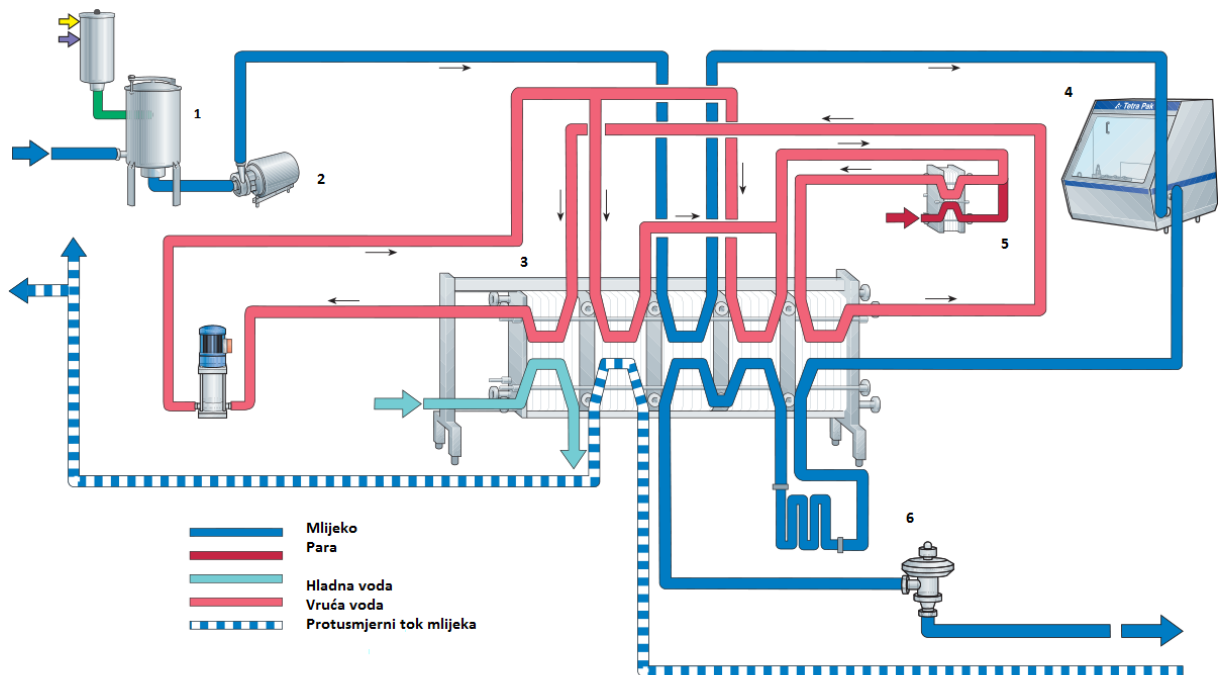 1
2
3
4
Tetra Pak
5
6
Mlijeko
Para
Hladna voda
Vruća voda
Protusmjerni tok mlijeka